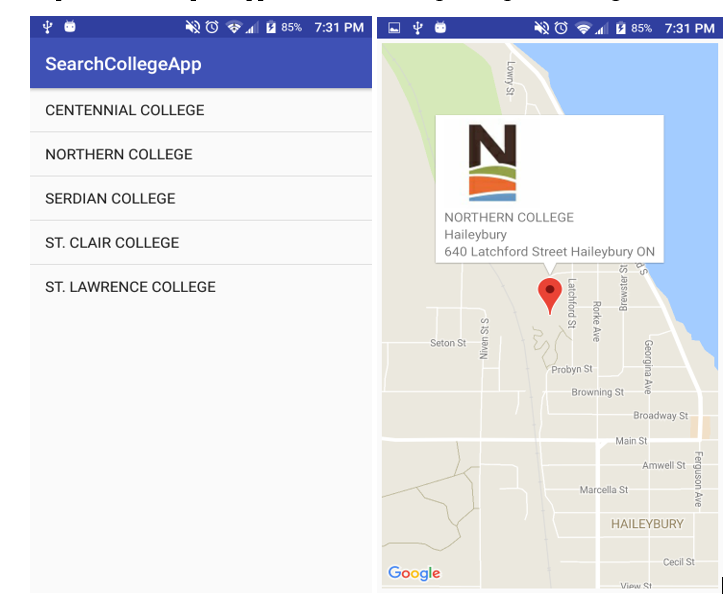 85% 7:31 PM
SearchCollegeApp
CENTENNIAL COLLEGE
NORTHERN COLLEGE
SERDIAN COLLEGE
ST. CLAIR COLLEGE
ST. LAWRENCE COLLEGE
85% 7:31 PM
Lowry St
N
NORTHERN COLLEGE
Haileybury
640 Latchford Street Haileybury ON
Brewster St
Latchford St
Rorke Ave
Niven St S
Seton St
Georgina Ave
Probyn St
Browning St
Broadway St
Main St
Amwell St
Ferguson Ave
Marcella St
HAILEYBURY
Cecil St
View St
Google